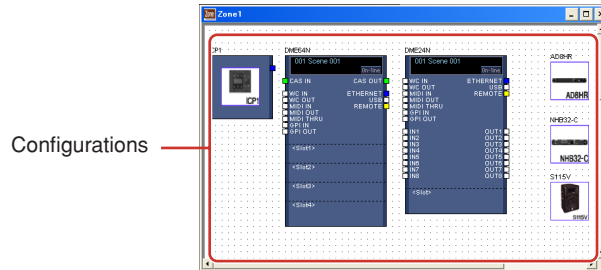 Zone1
CP1
ICP1
DME64N
001 Scene 001
On-line
CAS IN CAS OUT
WC IN ETHERNET
WC OUT USB
MIDI IN REMOTE
MIDI OUT
MIDI THRU
GPI IN
GPI OUT
<Slot1>
<Slot2>
<Slot3>
<Slot4>
DME24N
001 Scene 001
On-line
WC IN ETHERNET
WC OUT USB
MIDI IN REMOTE
MIDI OUT
MIDI THRU
GPI IN
GPI OUT
IN1 OUT1
IN2 OUT2
IN3 OUT3
IN4 OUT4
IN5 OUT5
IN6 OUT6
IN7 OUT7
IN8 OUT8
<Slot>
AD8HR
AD8HR
NHB32-C
NHB32-C
S115V
S115V
Configurations